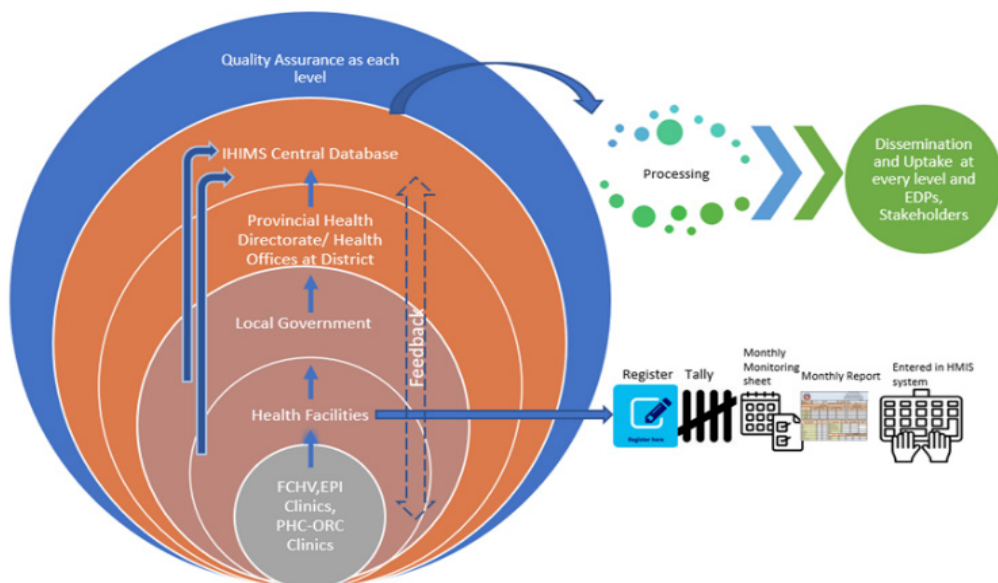 Quality Assurance as each
level
IHIMS Central Database
Provincial Health
Directorate/ Health
Offices at District
Local Government
Health Facilities
FCHV,EPI
Clinics,
PHC-ORC
Clinics
Feedback
Processing
Dissemination
and Uptake at
every level and
EDPs,
Stakeholders
Register
Register here
Tally
Monthly
Monitoring
sheet
Monthly Report
Entered in HMIS
system